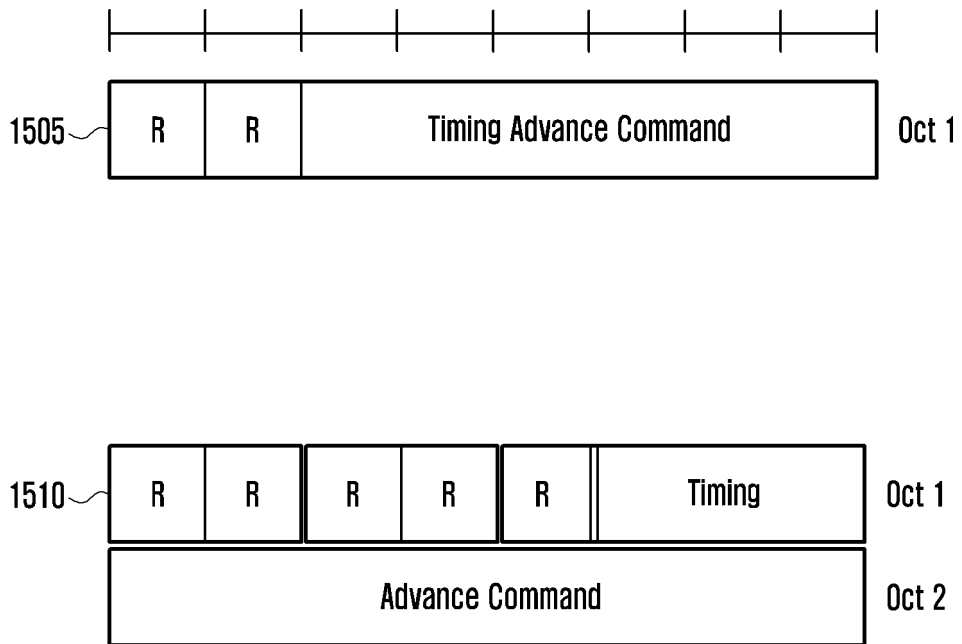 1505 R R Timing Advance Command Oct 1
1510 R R R R R Timing Oct 1
Advance Command Oct 2